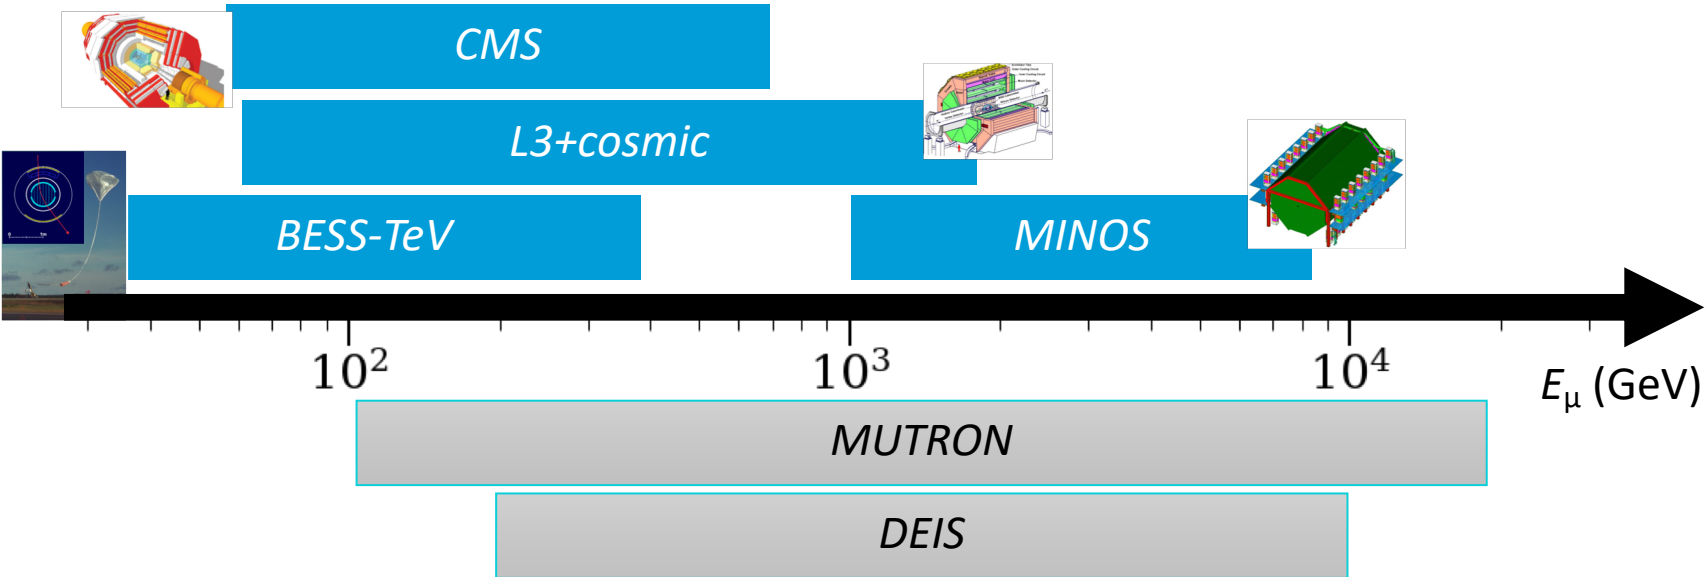 CMS
L3+cosmic
BESS-TeV
MINOS
10² 10³ 10⁴
E_μ (GeV)
MUTRON
DEIS